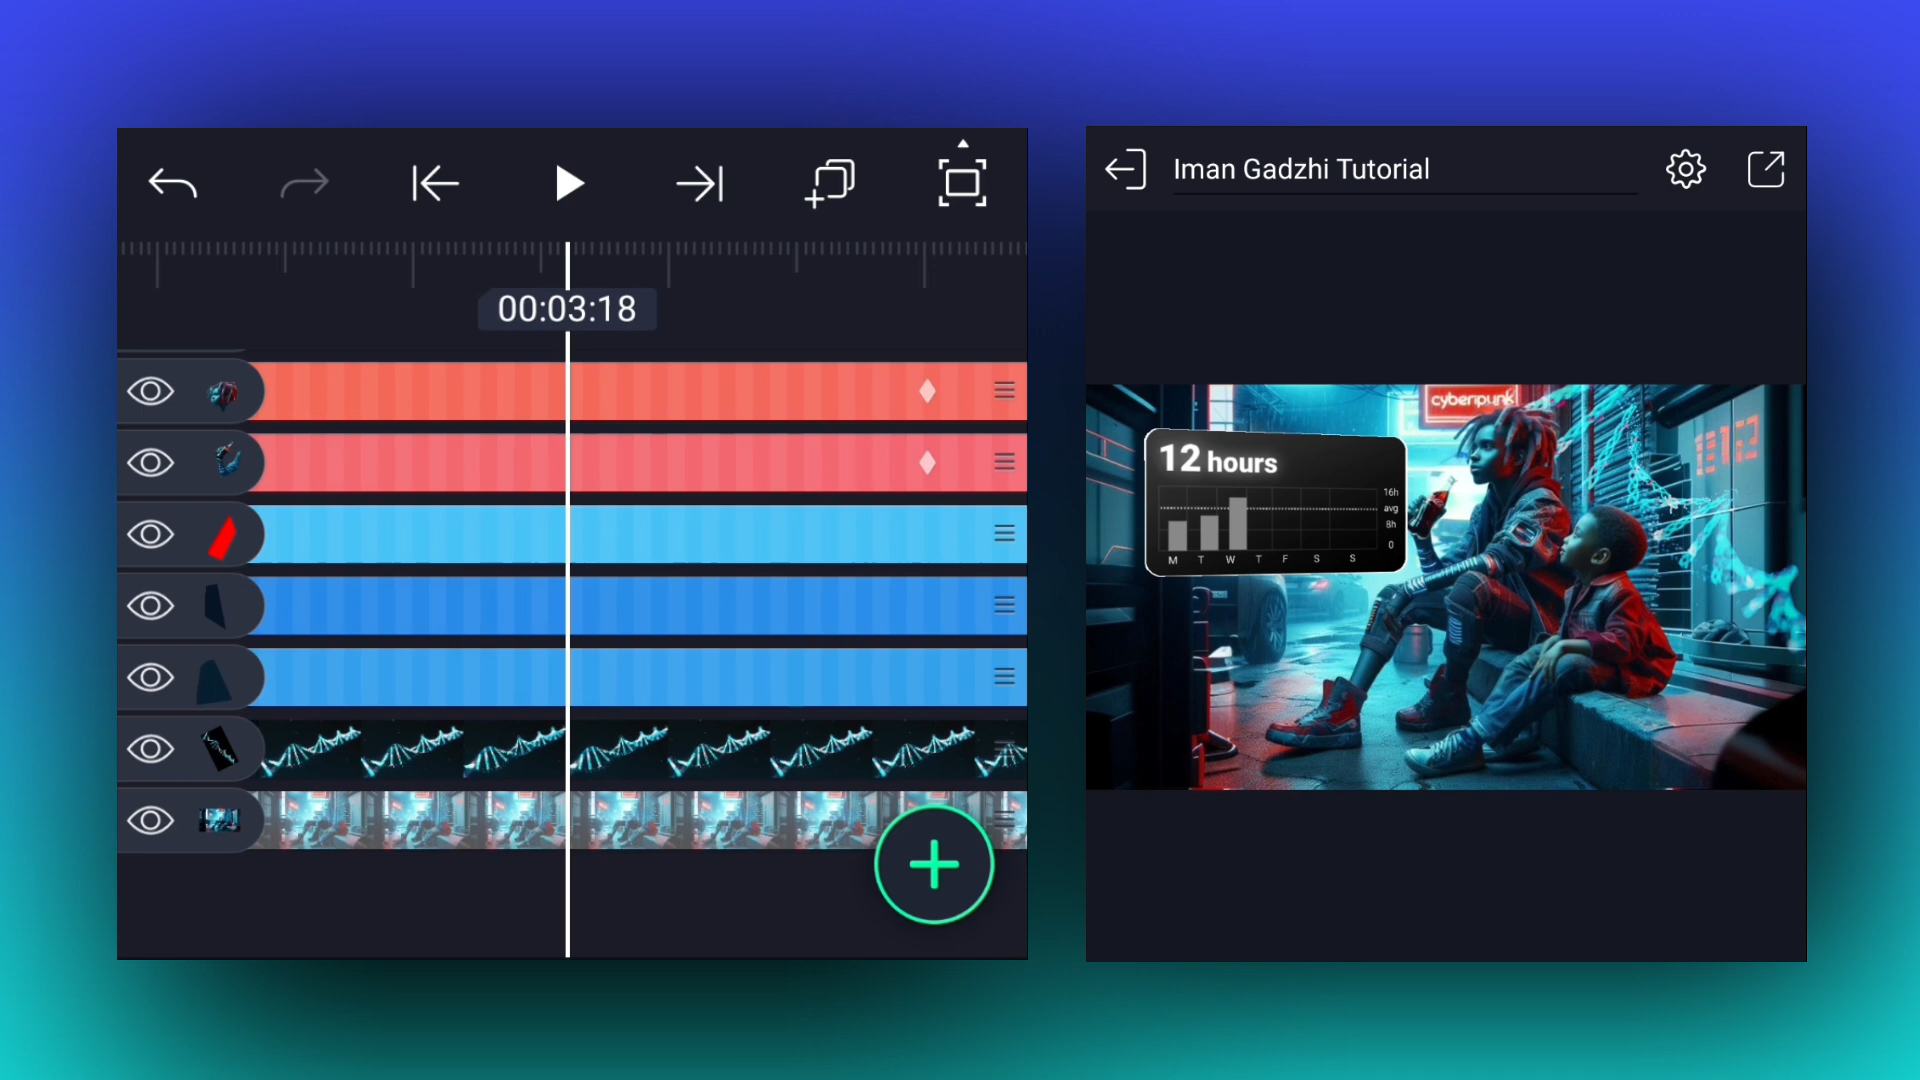 00:03:18
Iman Gadzhi Tutorial
cyberpunk
12 hours
16h
avg
8h
0
M T W T F S S